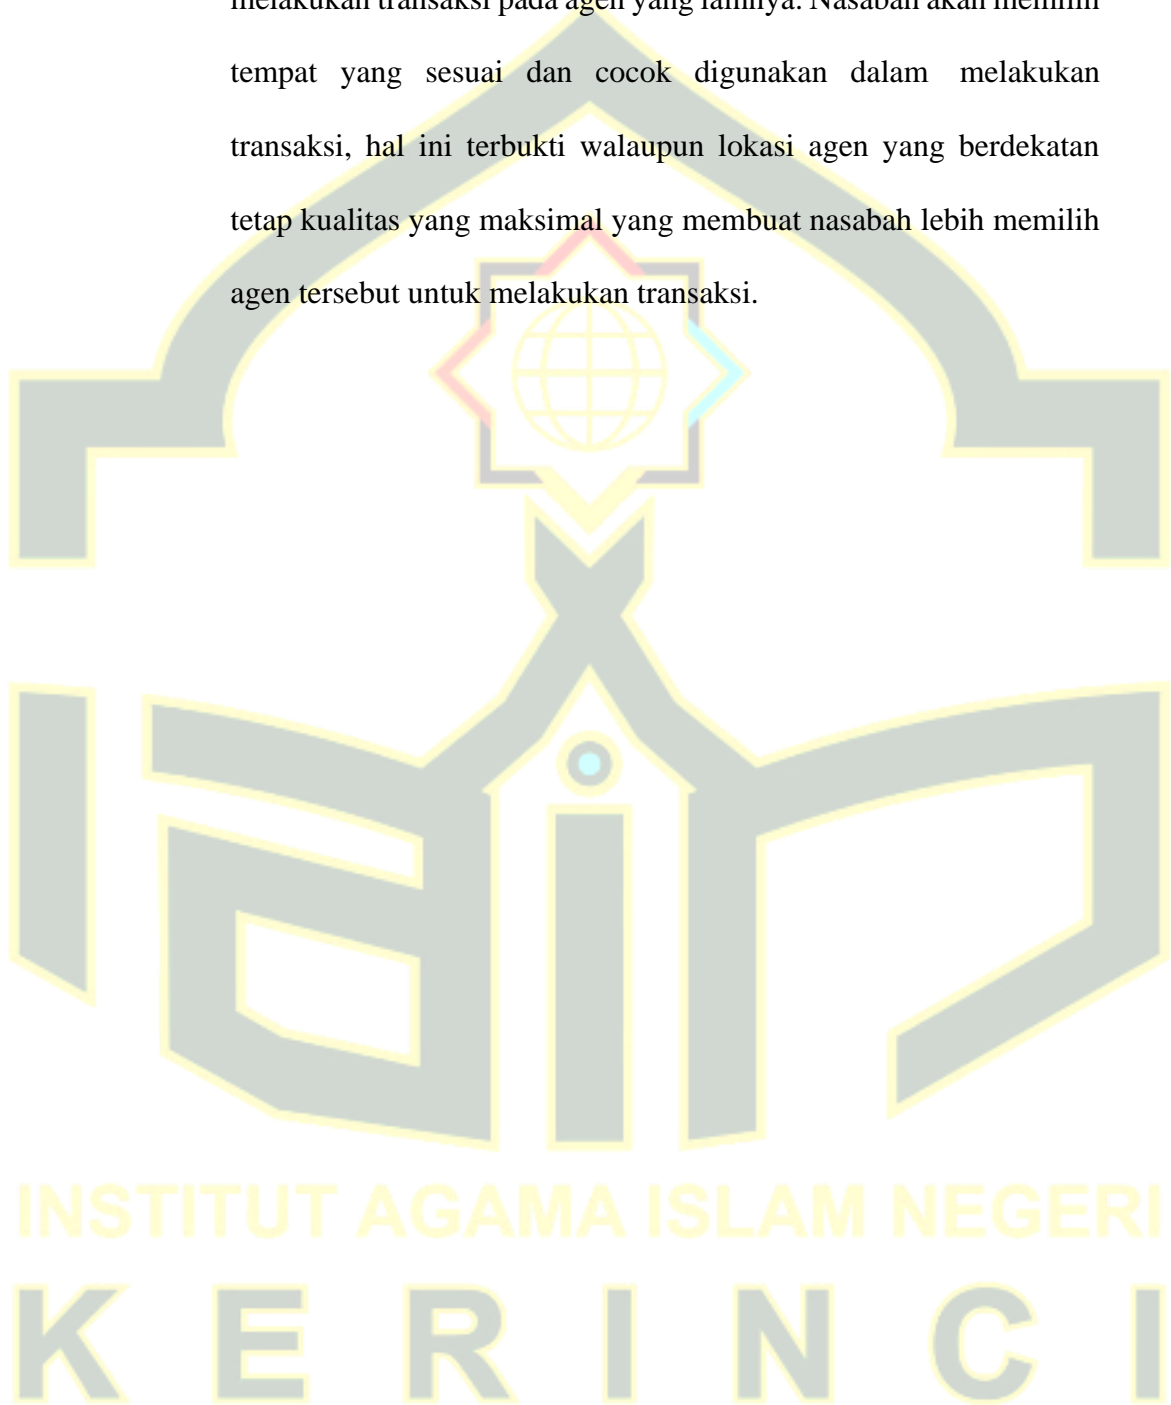 melakukan transaksi pada agen yang lainnya. Nasabah akan memilih
tempat yang sesuai dan cocok digunakan dalam melakukan
transaksi, hal ini terbukti walaupun lokasi agen yang berdekatan
tetap kualitas yang maksimal yang membuat nasabah lebih memilih
agen tersebut untuk melakukan transaksi.
iain
INSTITUT AGAMA ISLAM NEGERI
KERINCI